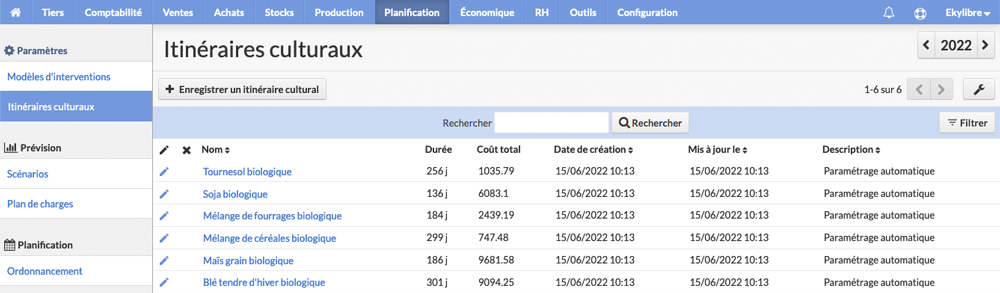 Tiers Comptabilité Ventes Achats Stocks Production Planification Économique RH Outils Configuration Ekylibre
Paramètres
Modèles d'interventions
Itinéraires culturaux
Prévision
Scénarios
Plan de charges
Planification
Ordonnancement
Itinéraires culturaux
2022
Enregistrer un itinéraire cultural
1-6 sur 6
Rechercher Rechercher Filtrer
Nom Durée Coût total Date de création Mis à jour le Description
Tournesol biologique 256 j 1035.79 15/06/2022 10:13 15/06/2022 10:13 Paramétrage automatique
Soja biologique 136 j 6083.1 15/06/2022 10:13 15/06/2022 10:13 Paramétrage automatique
Mélange de fourrages biologique 184 j 2439.19 15/06/2022 10:13 15/06/2022 10:13 Paramétrage automatique
Mélange de céréales biologique 299 j 747.48 15/06/2022 10:13 15/06/2022 10:13 Paramétrage automatique
Maïs grain biologique 186 j 9681.58 15/06/2022 10:13 15/06/2022 10:13 Paramétrage automatique
Blé tendre d'hiver biologique 301 j 9094.25 15/06/2022 10:13 15/06/2022 10:13 Paramétrage automatique